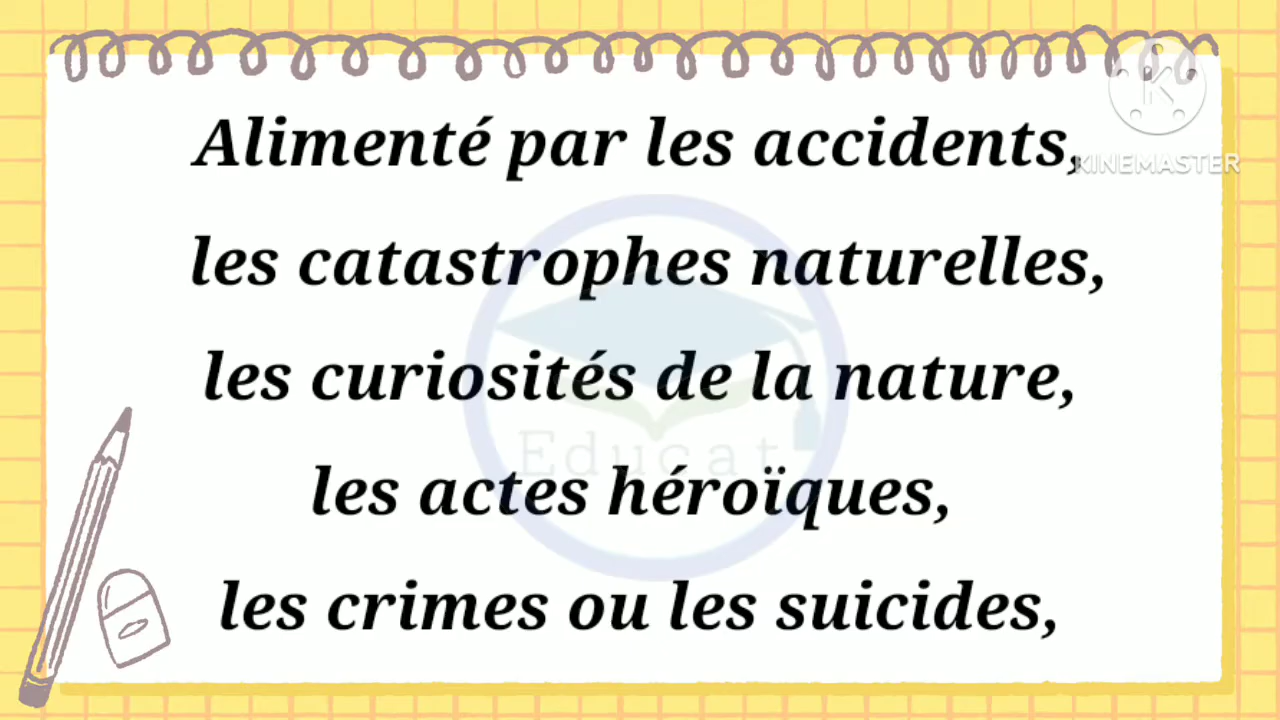 Alimenté par les accidents,
KINEMASTER
les catastrophes naturelles,
les curiosités de la nature,
Educat
les actes héroïques,
les crimes ou les suicides,